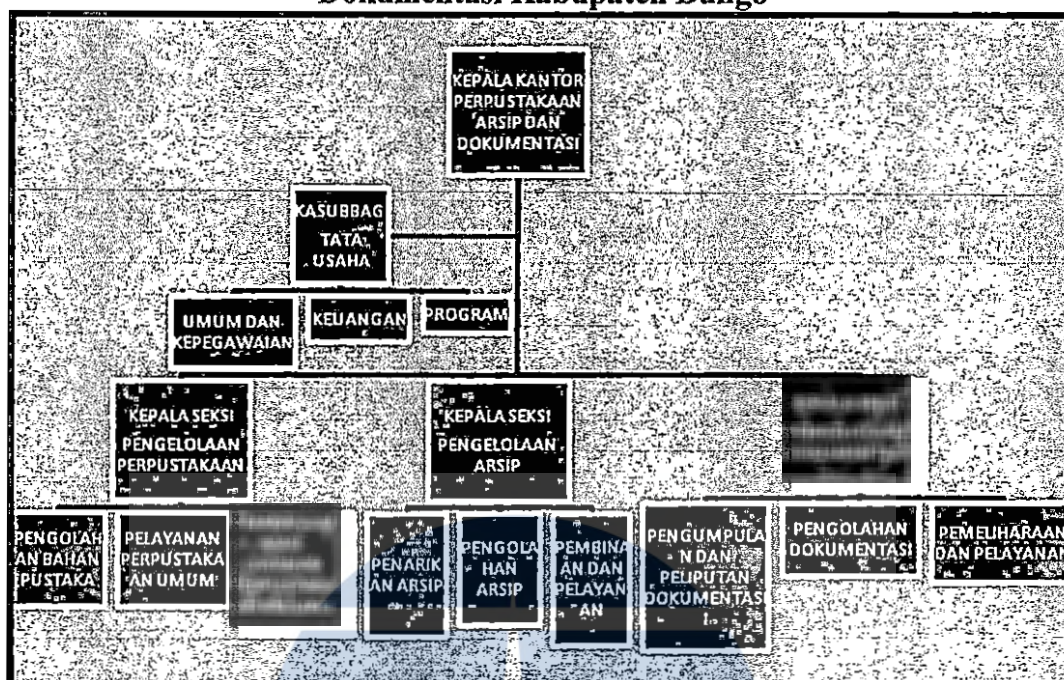 Dokumentasi Kabupaten Bungo
KEPALA KANTOR
PERPUSTAKAAN
ARSIP DAN
DOKUMENTASI
KASUBBAG
TATA
USAHA
UMUM DAN
KEPEGAWAIAN
KEUANGAN
PROGRAM
KEPALA SEKSI
PENGELOLAAN
PERPUSTAKAAN
KEPALA SEKSI
PENGELOLAAN
ARSIP
PENGOLAH
AN BAHAN
PUSTAKA
PELAYANAN
PERPUSTAKA
AN UMUM
PENARIK
AN ARSIP
PENGOLA
HAN
ARSIP
PEMBINA
AN DAN
PELAYAN
AN
PENGUMPULA
N DAN
PELIPUTAN
DOKUMENTASI
PENGOLAHAN
DOKUMENTASI
PEMELIHARAAN
DAN PELAYANAN